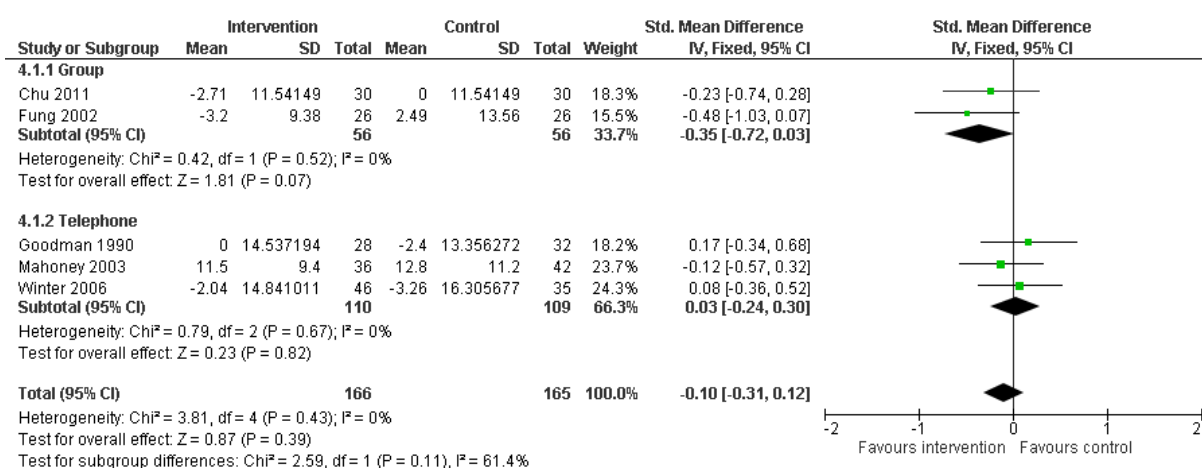 Intervention Control Std. Mean Difference Std. Mean Difference
Study or Subgroup Mean SD Total Mean SD Total Weight IV, Fixed, 95% CI IV, Fixed, 95% CI
4.1.1 Group
Chu 2011 -2.71 11.54149 30 0 11.54149 30 18.3% -0.23 [-0.74, 0.28]
Fung 2002 -3.2 9.38 26 2.49 13.56 26 15.5% -0.48 [-1.03, 0.07]
Subtotal (95% CI) 56 56 33.7% -0.35 [-0.72, 0.03]
Heterogeneity: Chi² = 0.42, df = 1 (P = 0.52); I² = 0%
Test for overall effect: Z = 1.81 (P = 0.07)
4.1.2 Telephone
Goodman 1990 0 14.537194 28 -2.4 13.356272 32 18.2% 0.17 [-0.34, 0.68]
Mahoney 2003 11.5 9.4 36 12.8 11.2 42 23.7% -0.12 [-0.57, 0.32]
Winter 2006 -2.04 14.841011 46 -3.26 16.305677 35 24.3% 0.08 [-0.36, 0.52]
Subtotal (95% CI) 110 109 66.3% 0.03 [-0.24, 0.30]
Heterogeneity: Chi² = 0.79, df = 2 (P = 0.67); I² = 0%
Test for overall effect: Z = 0.23 (P = 0.82)
Total (95% CI) 166 165 100.0% -0.10 [-0.31, 0.12]
Heterogeneity: Chi² = 3.81, df = 4 (P = 0.43); I² = 0%
Test for overall effect: Z = 0.87 (P = 0.39)
Test for subgroup differences: Chi² = 2.59, df = 1 (P = 0.11), I² = 61.4%
-2 -1 0 1 2
Favours intervention Favours control